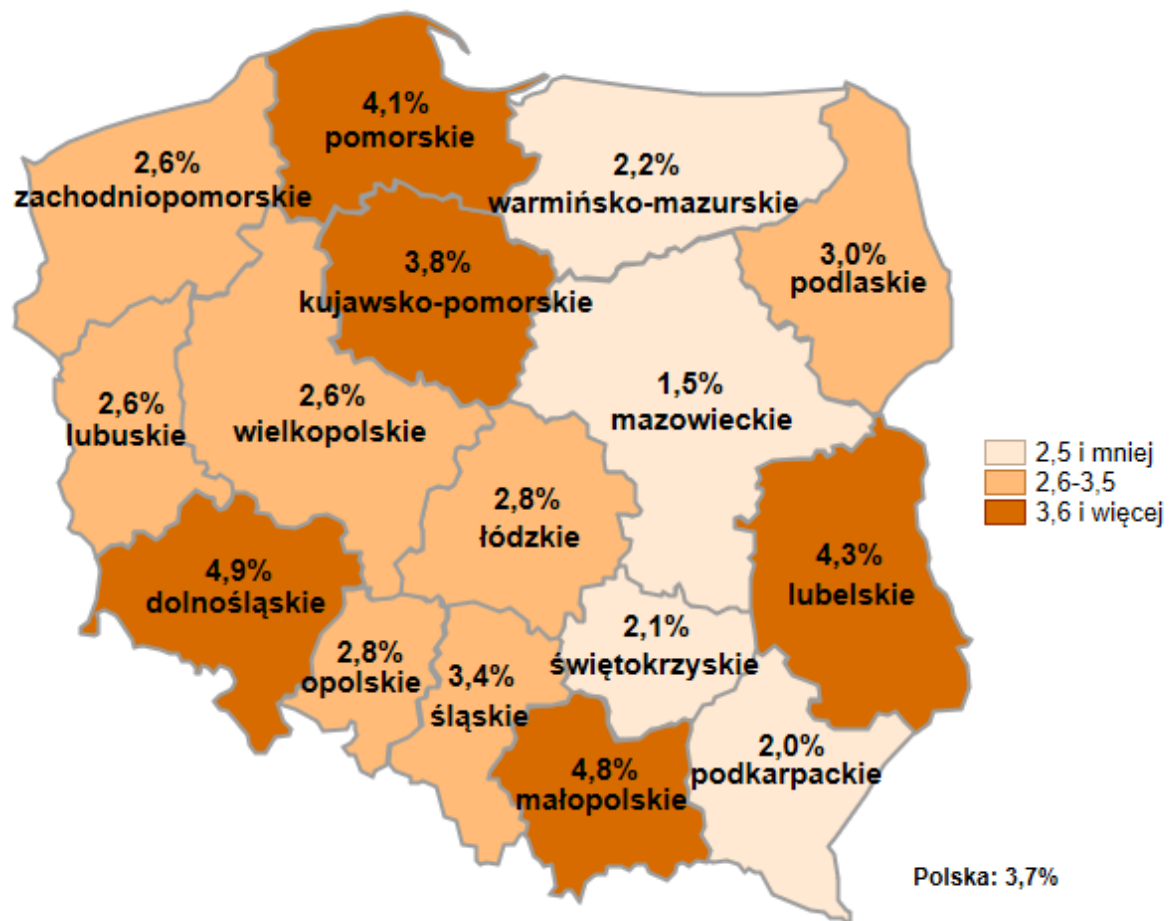 4,1%
pomorskie
2,6%
zachodniopomorskie
2,2%
warmińsko-mazurskie
3,8%
kujawsko-pomorskie
3,0%
podlaskie
2,6%
lubuskie
2,6%
wielkopolskie
1,5%
mazowieckie
2,8%
łódzkie
4,9%
dolnośląskie
4,3%
lubelskie
2,8%
opolskie
3,4%
śląskie
2,1%
świętokrzyskie
4,8%
małopolskie
2,0%
podkarpackie
2,5 i mniej
2,6-3,5
3,6 i więcej
Polska: 3,7%